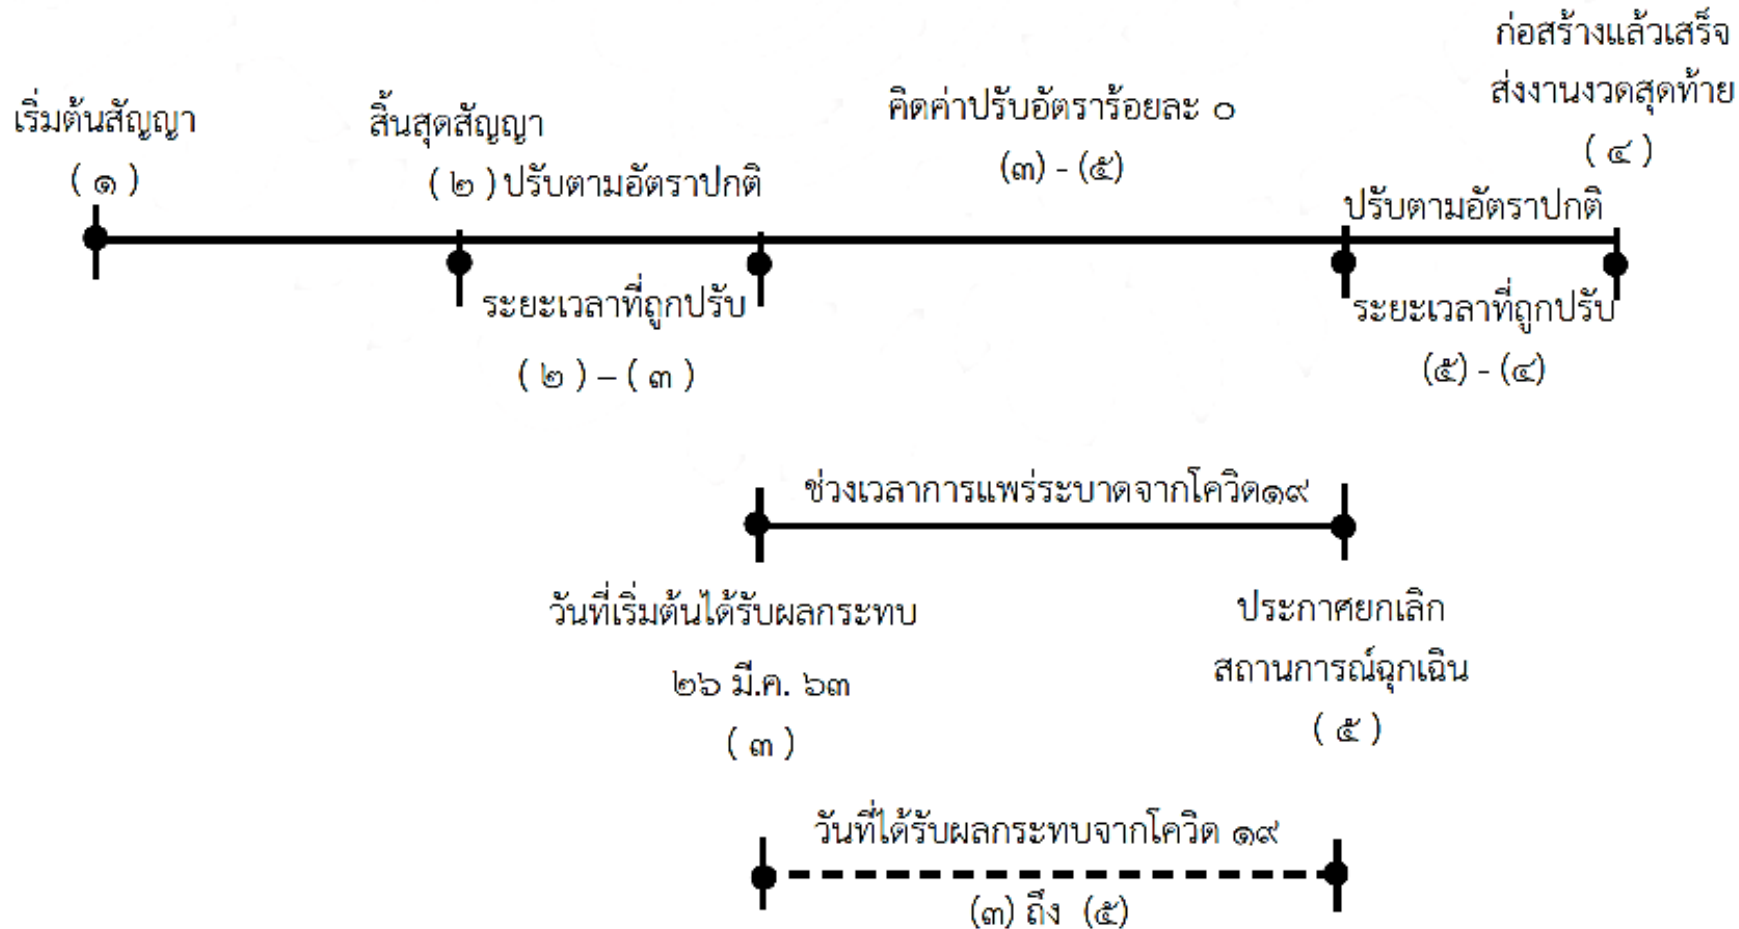 ก่อสร้างแล้วเสร็จ
ส่งงานงวดสุดท้าย
( ๔ )
เริ่มต้นสัญญา
( ๑ )
สิ้นสุดสัญญา
( ๒ ) ปรับตามอัตราปกติ
คิดค่าปรับอัตราร้อยละ ๐
(๓) - (๕)
ปรับตามอัตราปกติ
ระยะเวลาที่ถูกปรับ
( ๒ ) – ( ๓ )
ระยะเวลาที่ถูกปรับ
(๕) - (๔)
ช่วงเวลาการแพร่ระบาดจากโควิด๑๙
วันที่เริ่มต้นได้รับผลกระทบ
๒๖ มี.ค. ๖๓
( ๓ )
ประกาศยกเลิก
สถานการณ์ฉุกเฉิน
( ๕ )
วันที่ได้รับผลกระทบจากโควิด ๑๙
(๓) ถึง (๕)